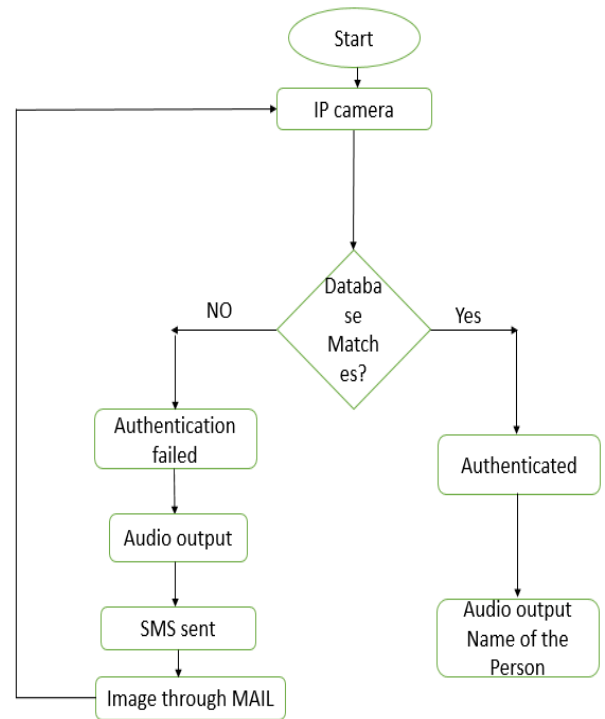 Start
IP camera
Databa
se
Match
es?
NO
Yes
Authentication
failed
Authenticated
Audio output
Audio output
Name of the
Person
SMS sent
Image through MAIL